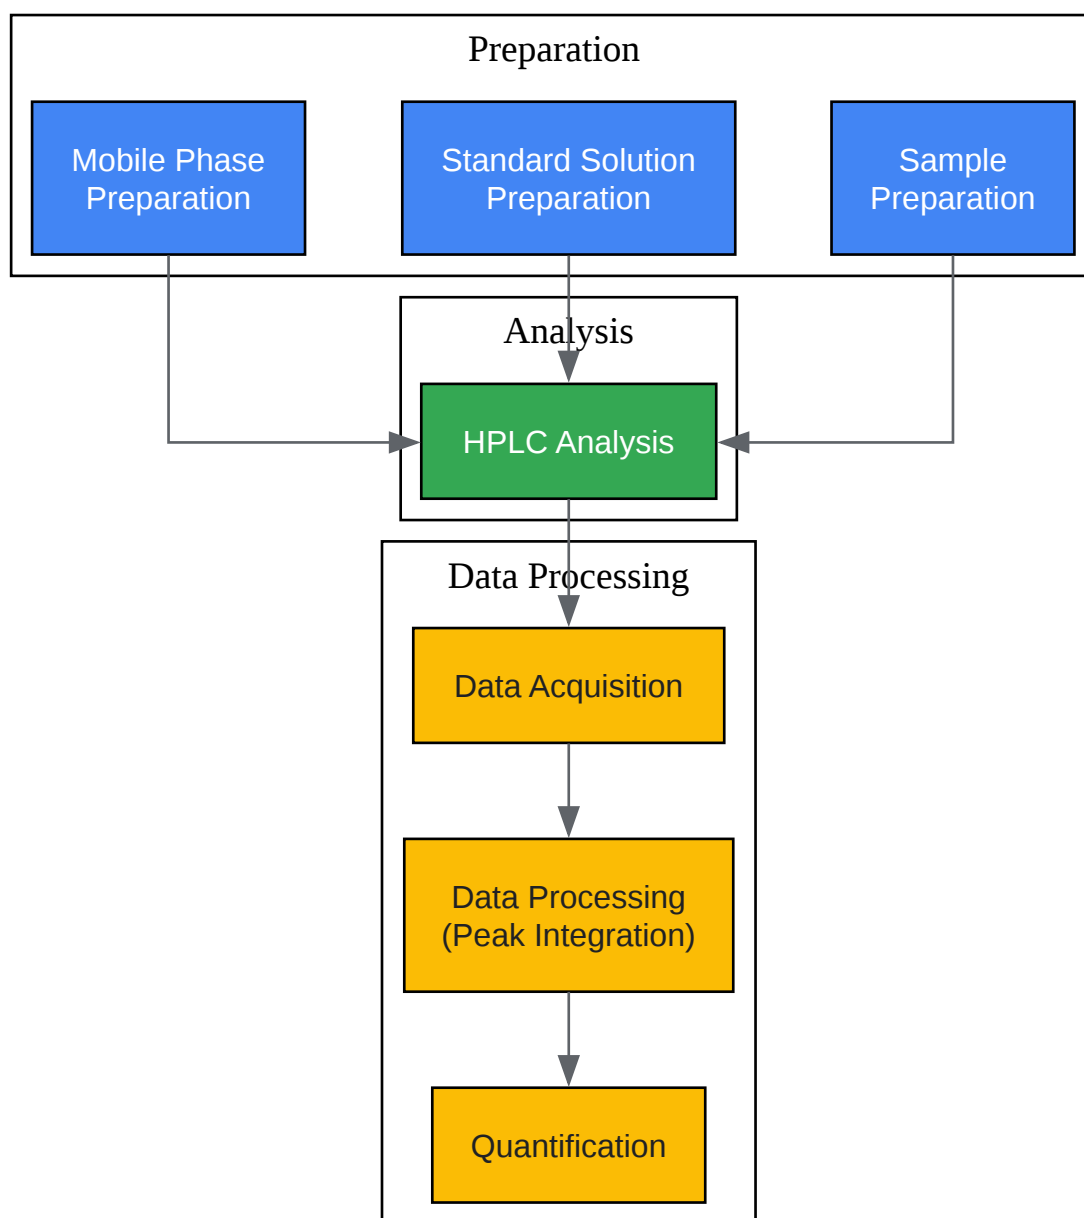 Preparation
Mobile Phase
Preparation
Standard Solution
Preparation
Sample
Preparation
Analysis
HPLC Analysis
Data Processing
Data Acquisition
Data Processing
(Peak Integration)
Quantification